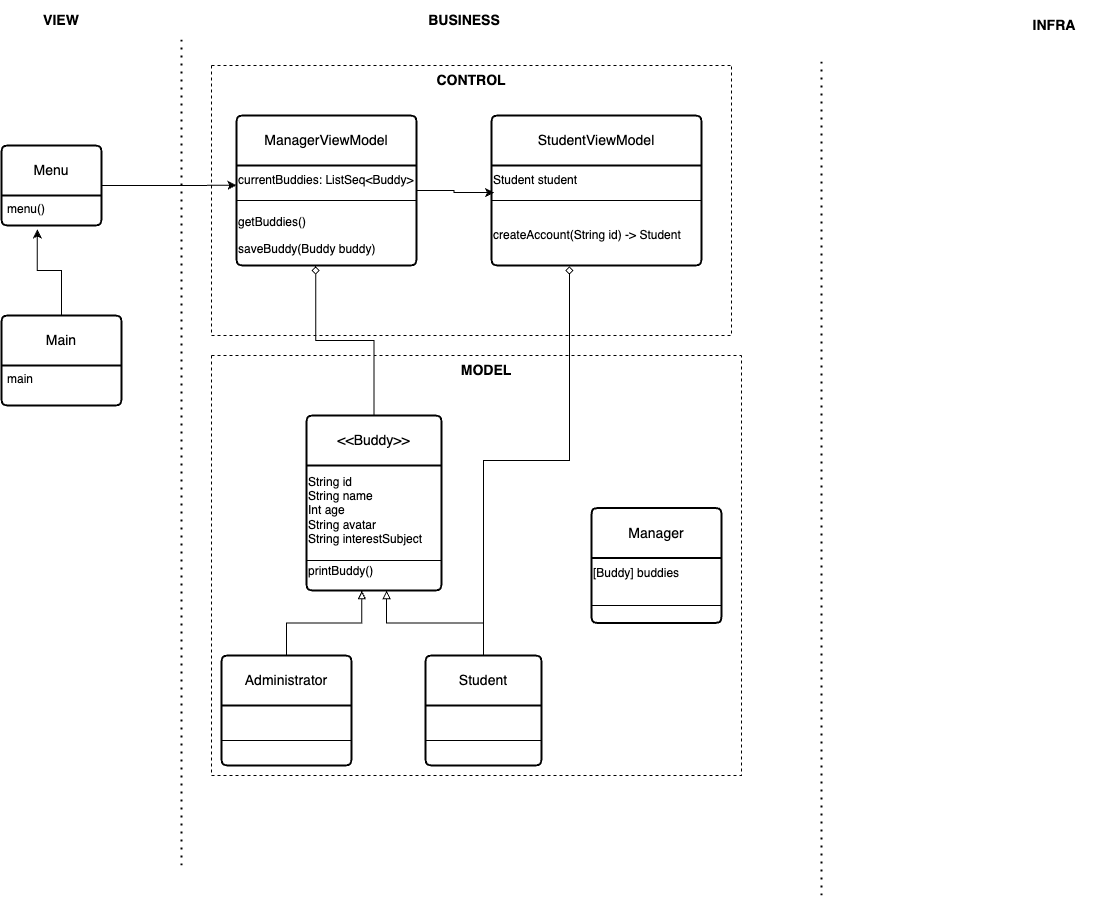 VIEW
BUSINESS
INFRA
CONTROL
ManagerViewModel
currentBuddies: ListSeq<Buddy>
getBuddies()
saveBuddy(Buddy buddy)
StudentViewModel
Student student
createAccount(String id) -> Student
Menu
menu()
Main
main
MODEL
<<Buddy>>
String id
String name
Int age
String avatar
String interestSubject
printBuddy()
Manager
[Buddy] buddies
Administrator
Student